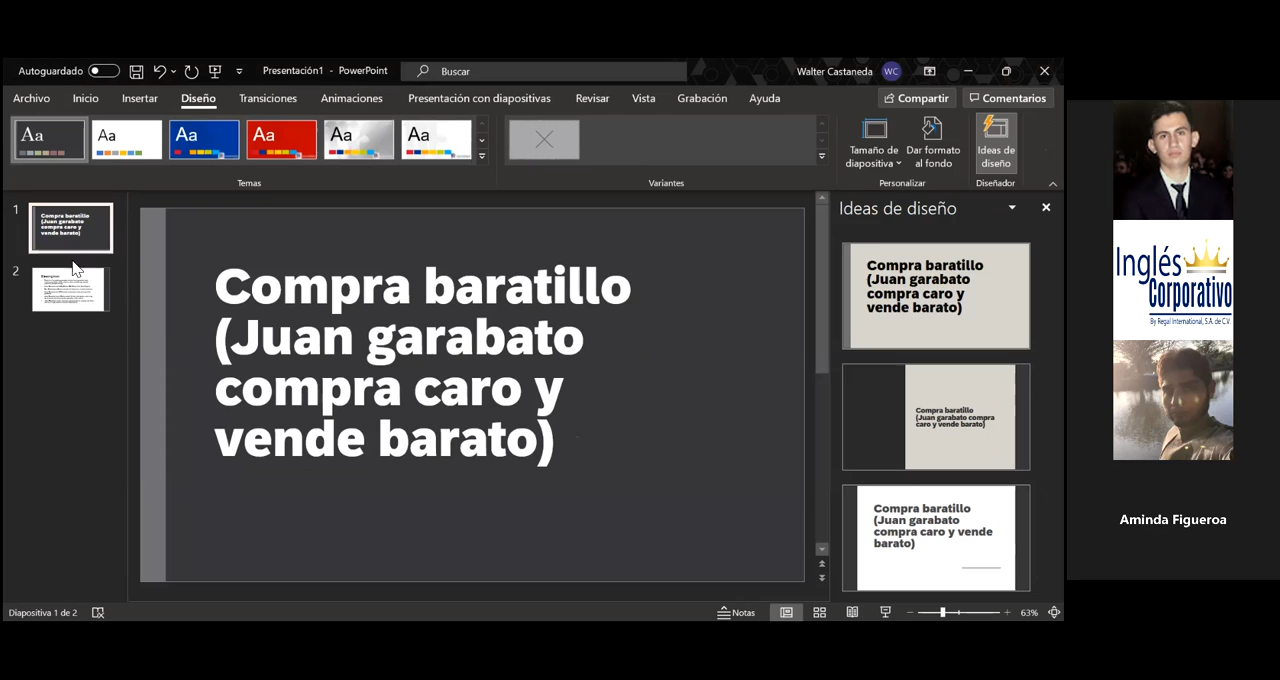 Autoguardado
Presentación1 - PowerPoint
Buscar
Walter Castaneda
WC
Archivo
Inicio
Insertar
Diseño
Transiciones
Animaciones
Presentación con diapositivas
Revisar
Vista
Grabación
Ayuda
Compartir
Comentarios
Aa
Aa
Aa
Aa
Aa
Aa
Tamaño de
diapositiva
Dar formato
al fondo
Ideas de
diseño
Temas
Variantes
Personalizar
Diseñador
1
Compra baratillo
(Juan garabato
compra caro y
vende barato)
2
Compra baratillo
(Juan garabato
compra caro y
vende barato)
Ideas de diseño
Compra baratillo
(Juan garabato
compra caro y
vende barato)
Compra baratillo
(Juan garabato compra
caro y vende barato)
Compra baratillo
(Juan garabato
compra caro y vende
barato)
Inglés
Corporativo
By Regal International, S.A. de C.V.
Aminda Figueroa
Diapositiva 1 de 2
Notas
63%